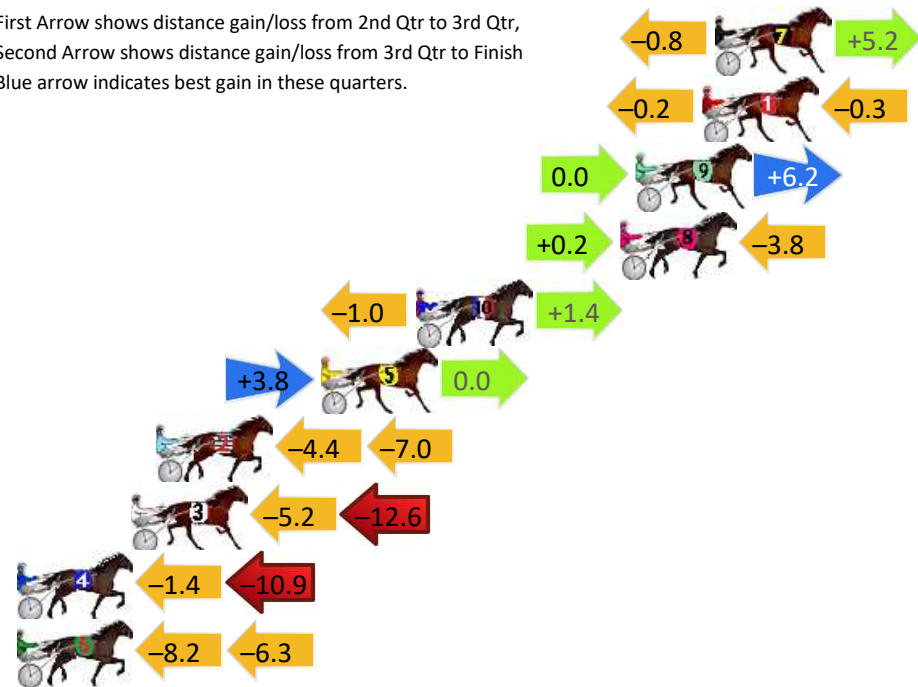 First Arrow shows distance gain/loss from 2nd Qtr to 3rd Qtr,
Second Arrow shows distance gain/loss from 3rd Qtr to Finish
Blue arrow indicates best gain in these quarters.
–0.8 7 +5.2
–0.2 1 –0.3
0.0 9 +6.2
+0.2 8 –3.8
–1.0 10 +1.4
+3.8 5 0.0
2 –4.4 –7.0
3 –5.2 –12.6
4 –1.4 –10.9
6 –8.2 –6.3